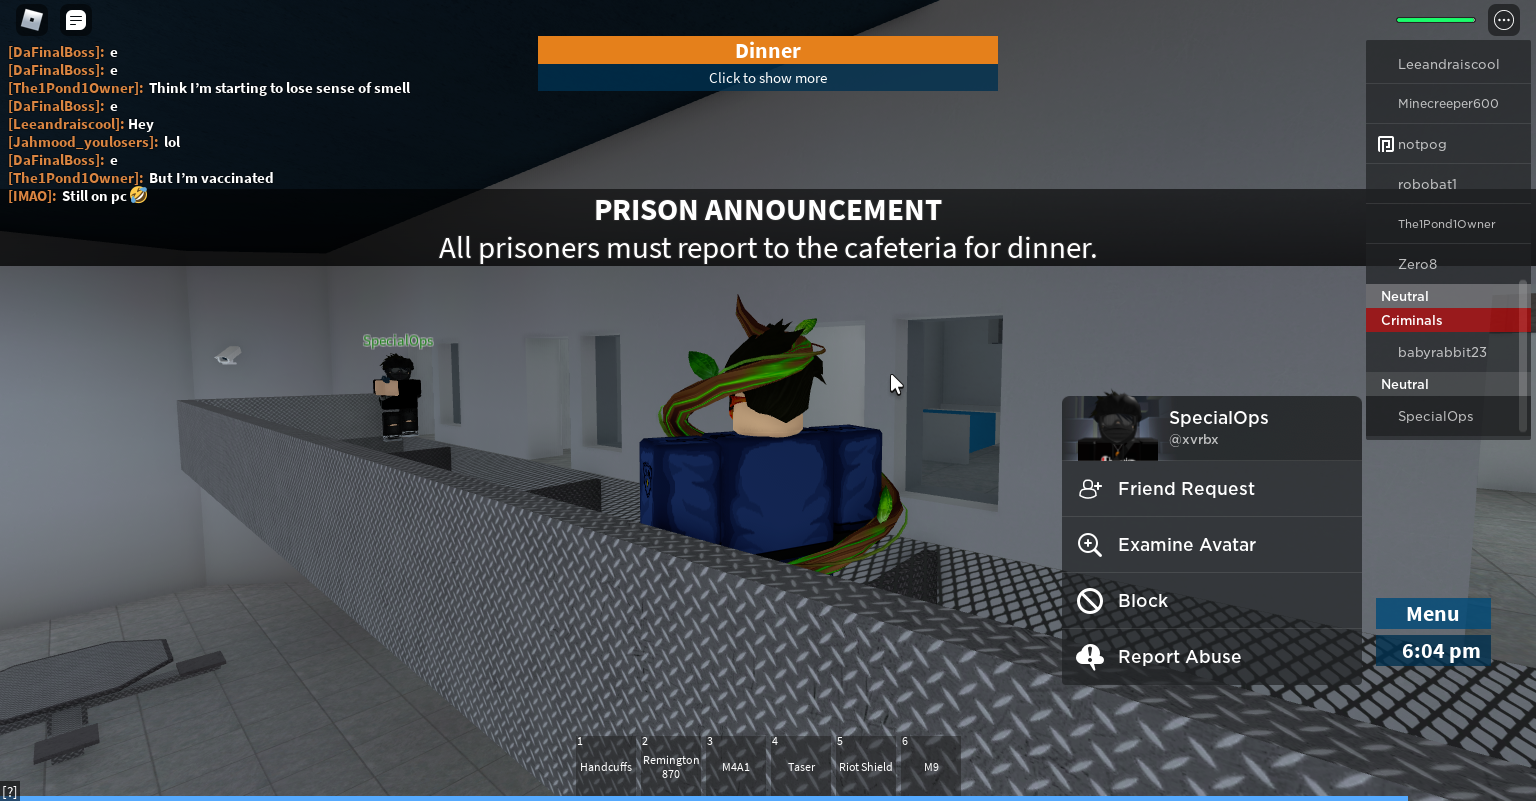 [DaFinalBoss]: e
[DaFinalBoss]: e
[The1Pond1Owner]: Think I'm starting to lose sense of smell
[DaFinalBoss]: e
[Leeandraiscool]: Hey
[Jahmood_youlosers]: lol
[DaFinalBoss]: e
[The1Pond1Owner]: But I'm vaccinated
[IMAO]: Still on pc 🤣
Dinner
Click to show more
PRISON ANNOUNCEMENT
All prisoners must report to the cafeteria for dinner.
Leeandraiscool
Minecreeper600
notpog
robobat1
The1Pond1Owner
Zero8
Neutral
Criminals
babyrabbit23
Neutral
SpecialOps
SpecialOps
SpecialOps
@xvrbx
Friend Request
Examine Avatar
Block
Report Abuse
Menu
6:04 pm
1 Handcuffs
2 Remington 870
3 M4A1
4 Taser
5 Riot Shield
6 M9
[?]